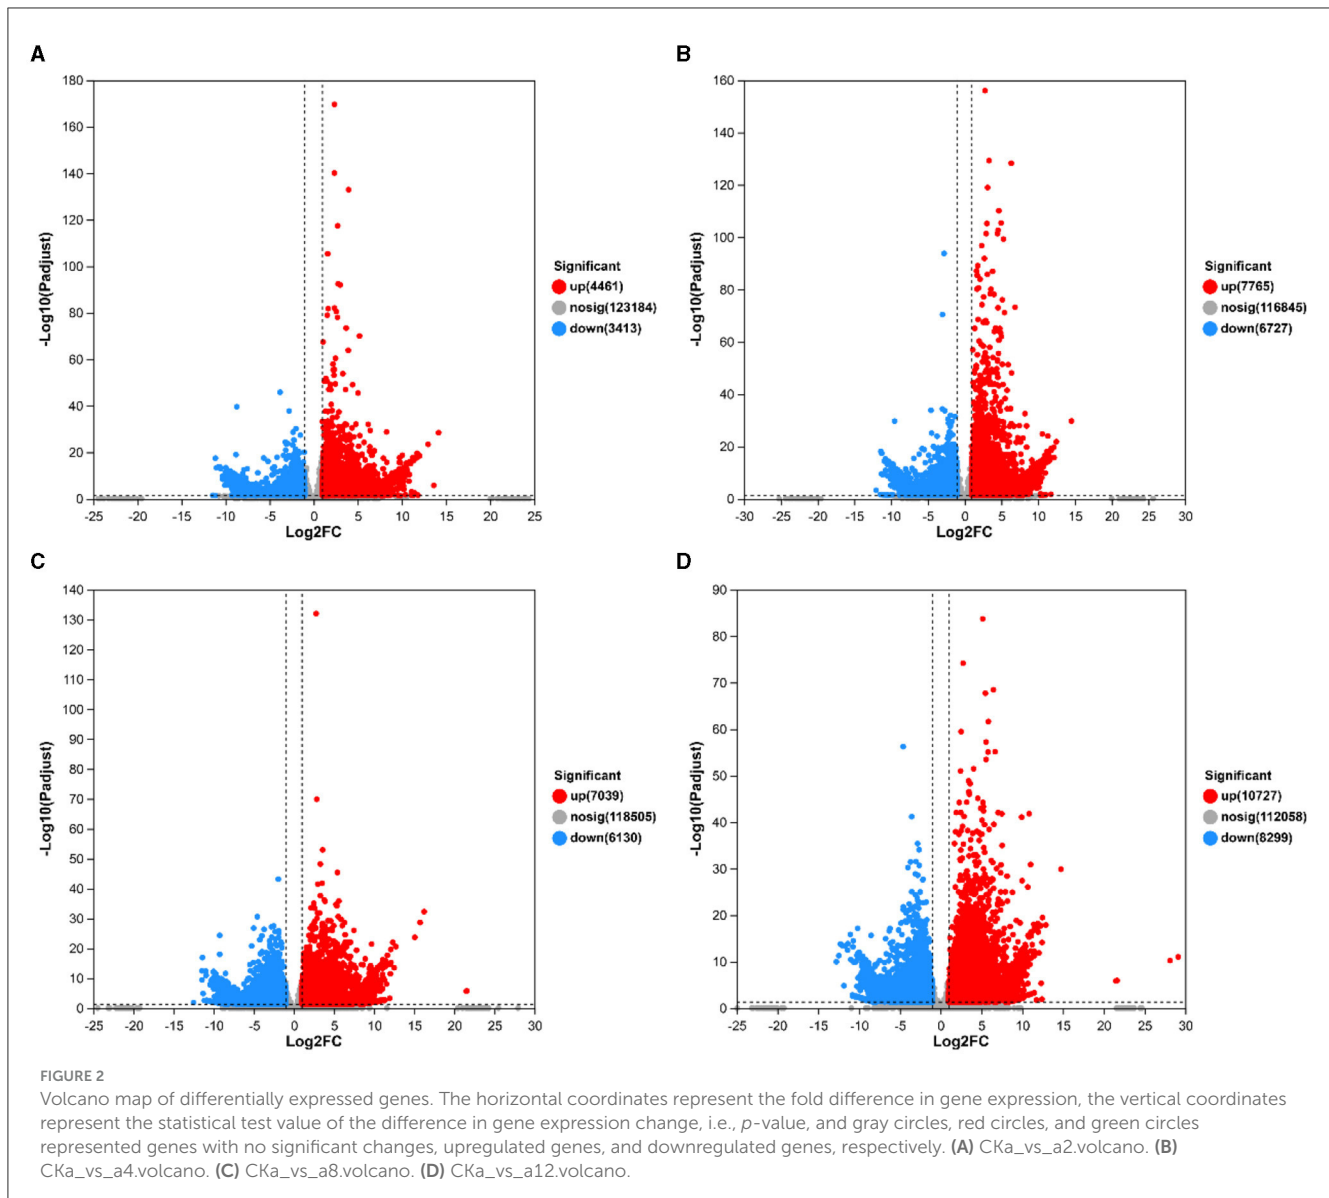 A
180
160
140
120
100
80
60
40
20
0
-25
-20
-15
-10
-5
0
5
10
15
20
25
-Log10(Padjust)
Log2FC
Significant
up(4461)
nosig(123184)
down(3413)
B
160
140
120
100
80
60
40
20
0
-30
-25
-20
-15
-10
-5
0
5
10
15
20
25
30
-Log10(Padjust)
Log2FC
Significant
up(7765)
nosig(116845)
down(6727)
C
140
130
120
110
100
90
80
70
60
50
40
30
20
10
0
-25
-20
-15
-10
-5
0
5
10
15
20
25
30
-Log10(Padjust)
Log2FC
Significant
up(7039)
nosig(118505)
down(6130)
D
90
80
70
60
50
40
30
20
10
0
-25
-20
-15
-10
-5
0
5
10
15
20
25
30
-Log10(Padjust)
Log2FC
Significant
up(10727)
nosig(112058)
down(8299)
FIGURE 2
Volcano map of differentially expressed genes. The horizontal coordinates represent the fold difference in gene expression, the vertical coordinates
represent the statistical test value of the difference in gene expression change, i.e., p-value, and gray circles, red circles, and green circles
represented genes with no significant changes, upregulated genes, and downregulated genes, respectively. (A) CKa_vs_a2.volcano. (B)
CKa_vs_a4.volcano. (C) CKa_vs_a8.volcano. (D) CKa_vs_a12.volcano.